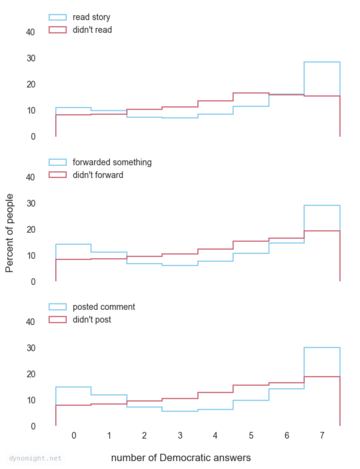 read story
didn't read
40
30
20
10
0
forwarded something
didn't forward
40
30
20
10
0
Percent of people
posted comment
didn't post
40
30
20
10
0
0 1 2 3 4 5 6 7
number of Democratic answers
dynomight.net